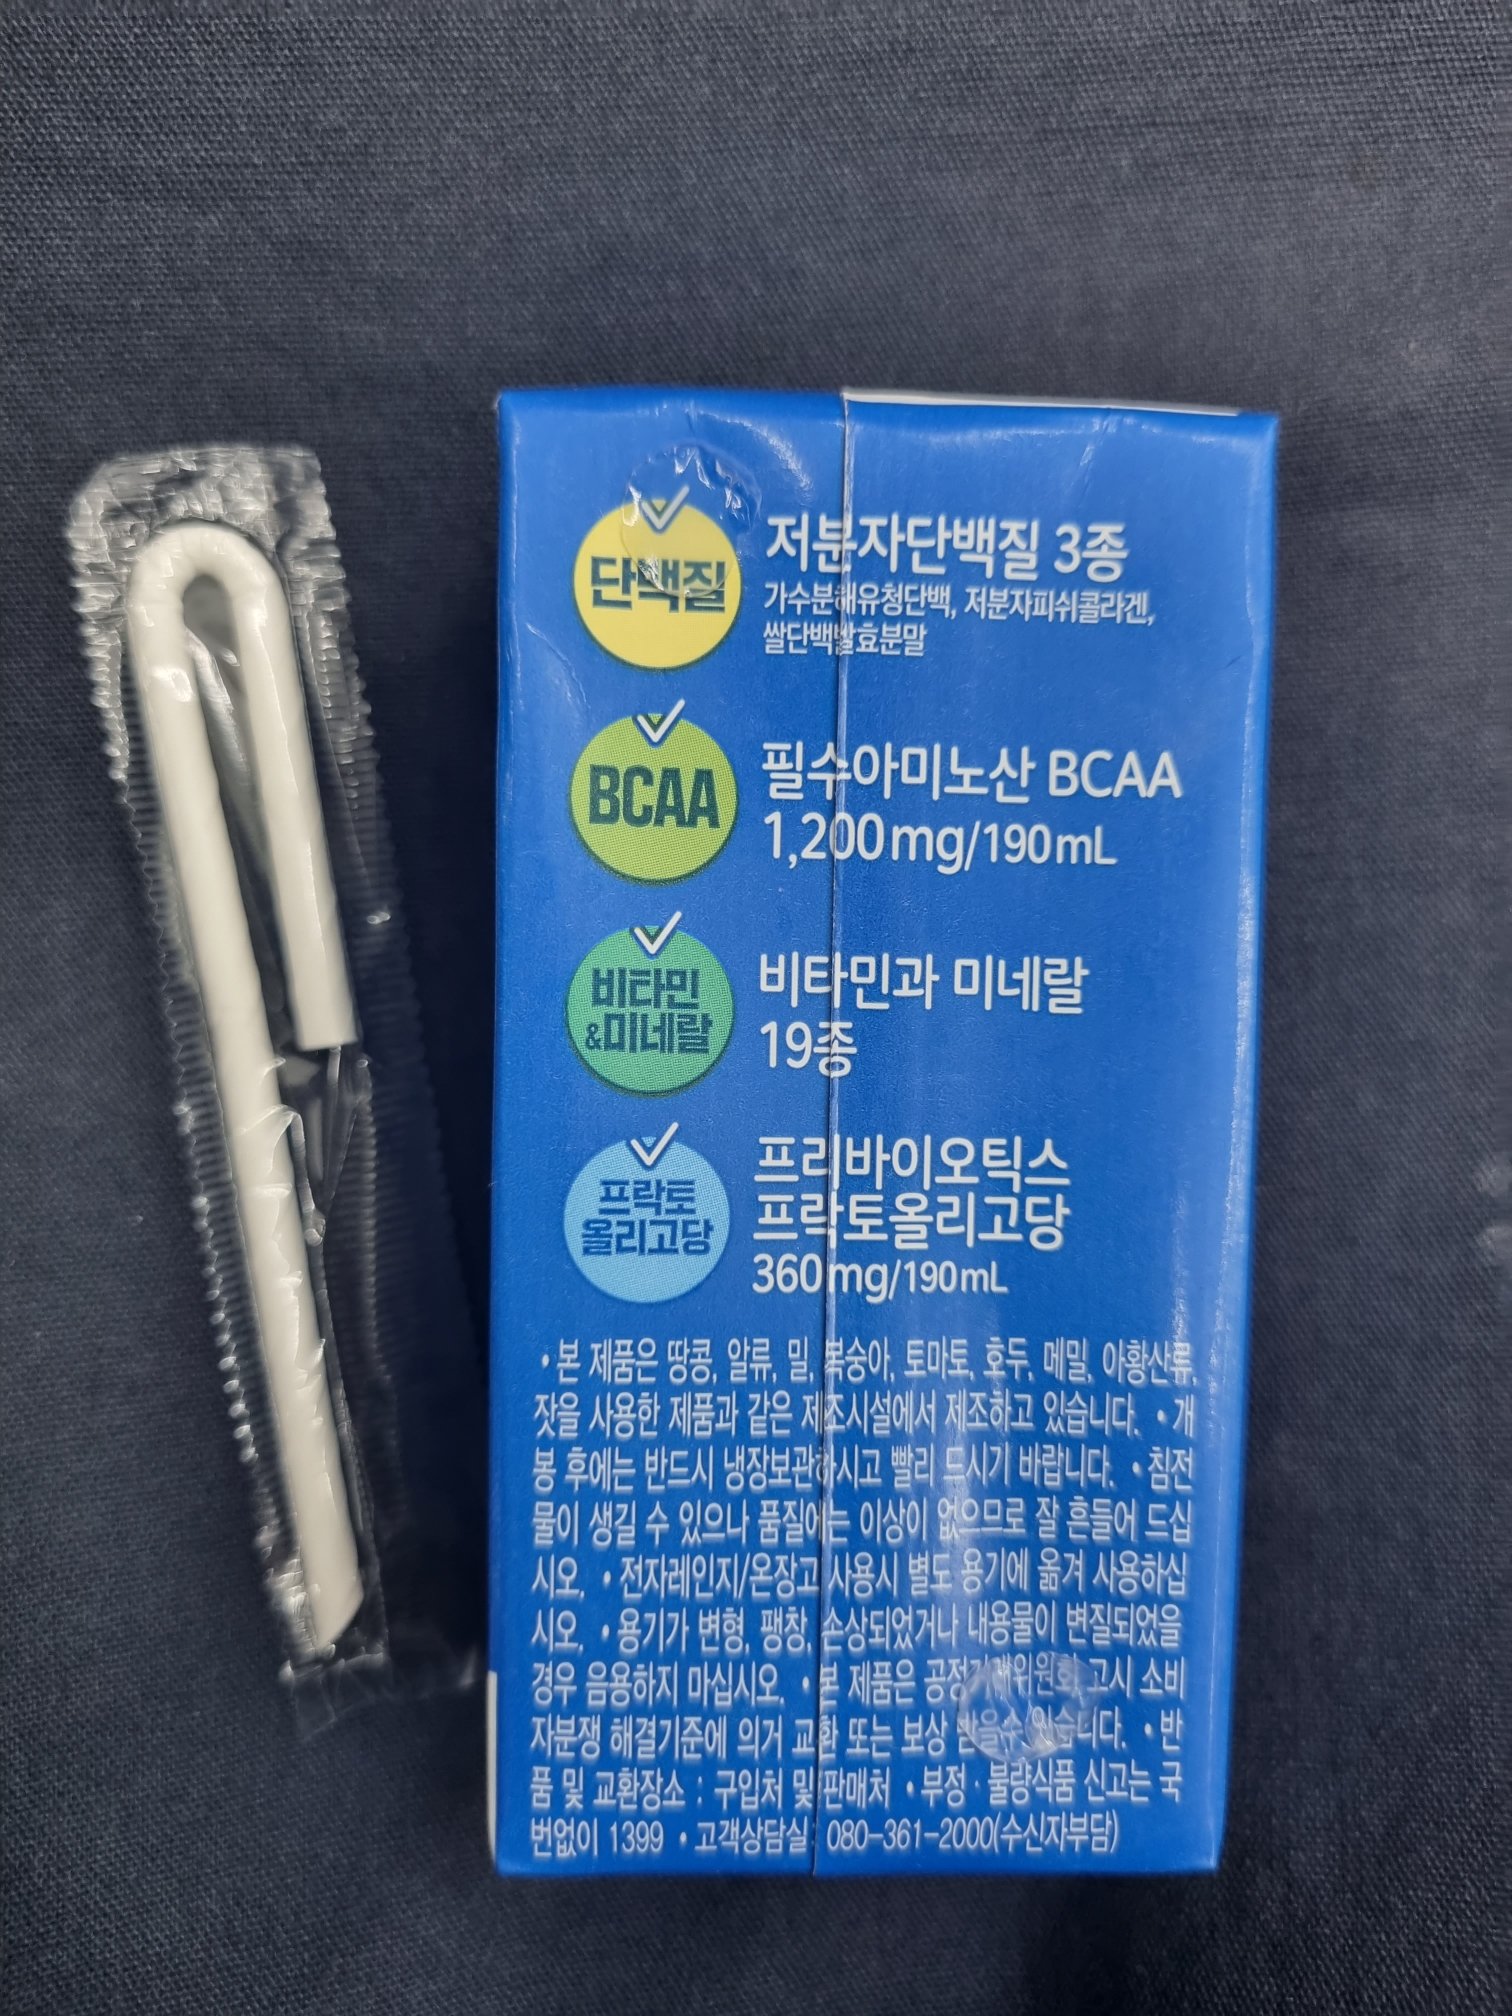 단백질
저분자단백질 3종
가수분해유청단백, 저분자피쉬콜라겐,
쌀단백발효분말
BCAA
필수아미노산 BCAA
1,200mg/190mL
비타민
&미네랄
비타민과 미네랄
19종
프락토
올리고당
프리바이오틱스
프락토올리고당
360mg/190mL
• 본 제품은 땅콩, 알류, 밀, 복숭아, 토마토, 호두, 메밀, 아황산류,
잣을 사용한 제품과 같은 제조시설에서 제조하고 있습니다. • 개
봉 후에는 반드시 냉장보관하시고 빨리 드시기 바랍니다. • 침전
물이 생길 수 있으나 품질에는 이상이 없으므로 잘 흔들어 드십
시오. • 전자레인지/온장고 사용시 별도 용기에 옮겨 사용하십
시오. • 용기가 변형, 팽창, 손상되었거나 내용물이 변질되었을
경우 음용하지 마십시오. • 본 제품은 공정거래위원회 고시 소비
자분쟁 해결기준에 의거 교환 또는 보상 받을수 있습니다. • 반
품 및 교환장소 : 구입처 및 판매처 • 부정 · 불량식품 신고는 국
번없이 1399 • 고객상담실 : 080-361-2000(수신자부담)